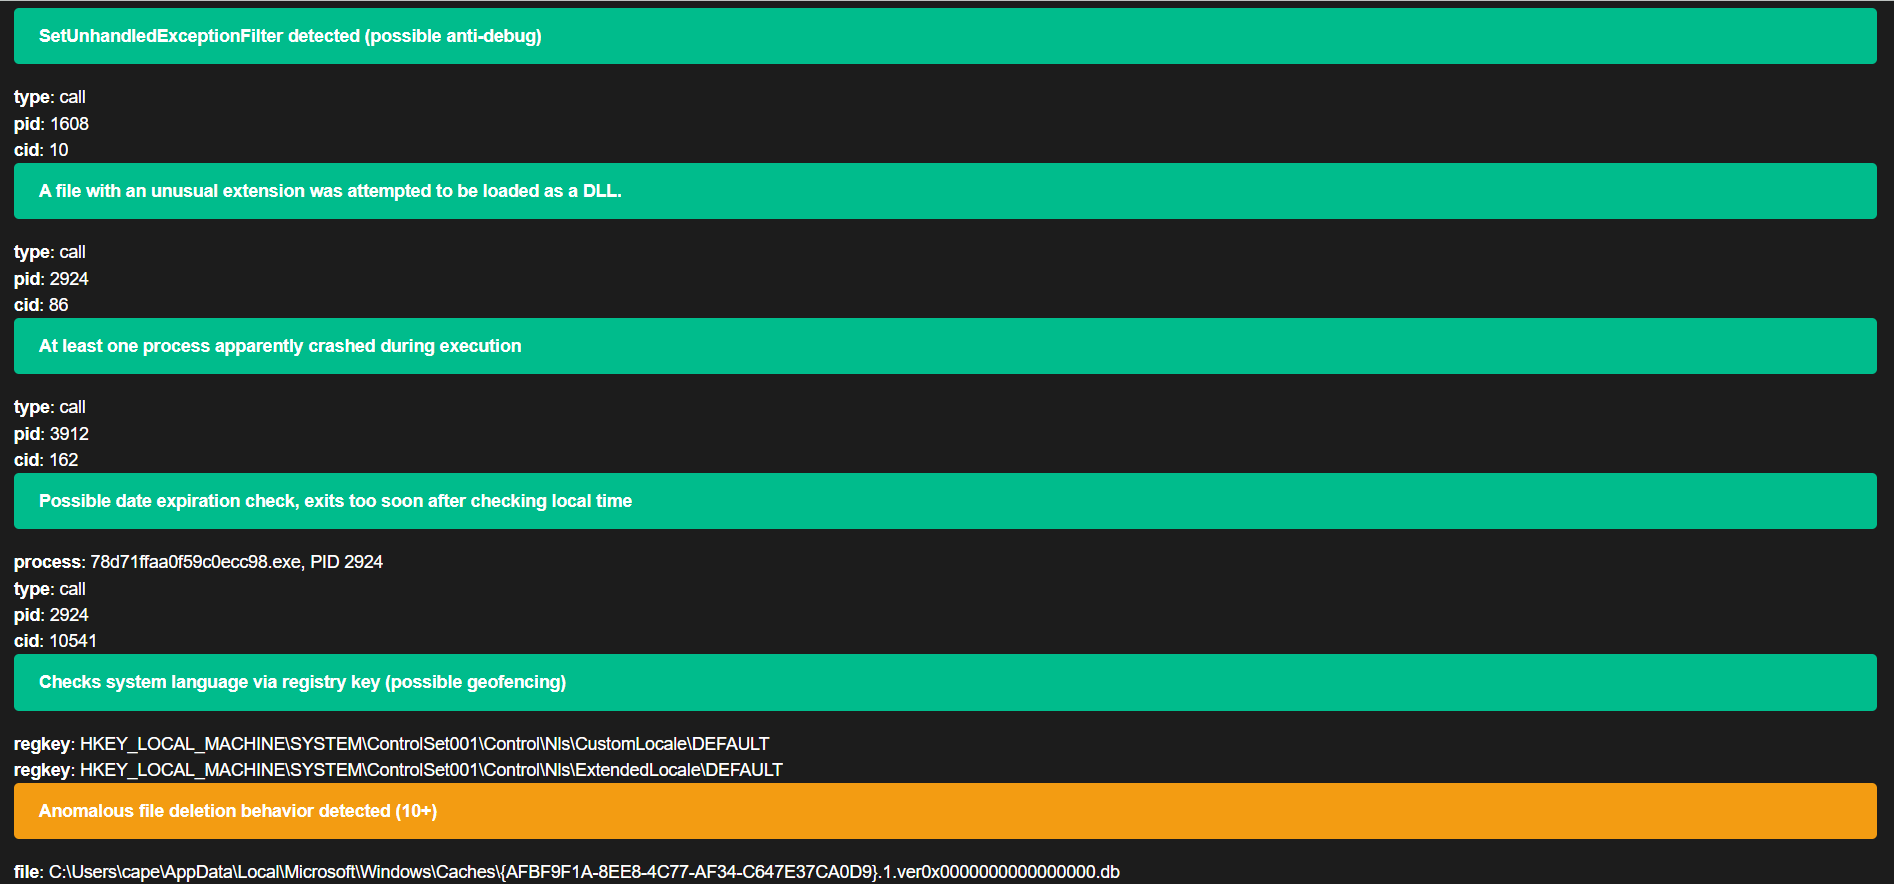 SetUnhandledExceptionFilter detected (possible anti-debug)
type: call
pid: 1608
cid: 10
A file with an unusual extension was attempted to be loaded as a DLL.
type: call
pid: 2924
cid: 86
At least one process apparently crashed during execution
type: call
pid: 3912
cid: 162
Possible date expiration check, exits too soon after checking local time
process: 78d71ffaa0f59c0ecc98.exe, PID 2924
type: call
pid: 2924
cid: 10541
Checks system language via registry key (possible geofencing)
regkey: HKEY_LOCAL_MACHINE\SYSTEM\ControlSet001\Control\Nls\CustomLocale\DEFAULT
regkey: HKEY_LOCAL_MACHINE\SYSTEM\ControlSet001\Control\Nls\ExtendedLocale\DEFAULT
Anomalous file deletion behavior detected (10+)
file: C:\Users\cape\AppData\Local\Microsoft\Windows\Caches\{AFBF9F1A-8EE8-4C77-AF34-C647E37CA0D9}.1.ver0x0000000000000000.db